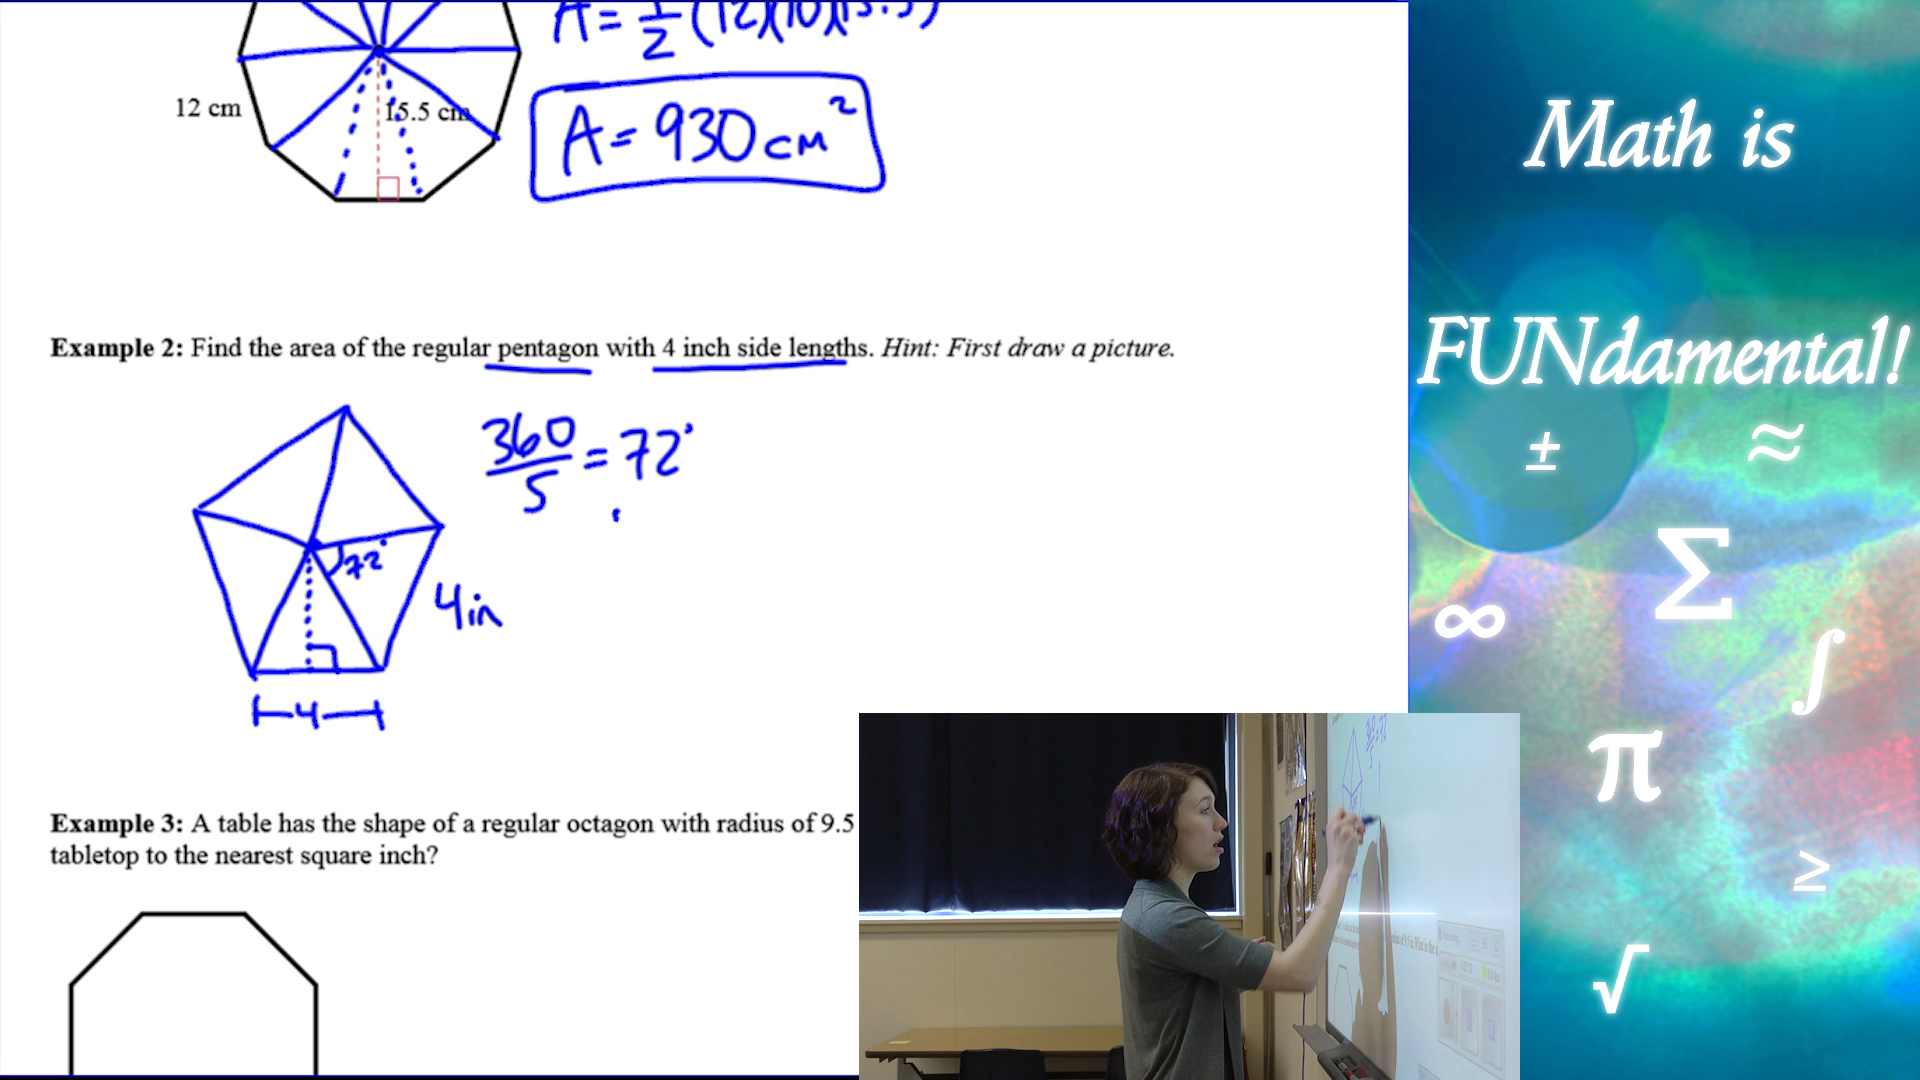 A = 1/2 (12)(10)(15.5)
12 cm
15.5 cm
A = 930 cm²
Example 2: Find the area of the regular pentagon with 4 inch side lengths. Hint: First draw a picture.
360/5 = 72°
72°
4in
4
Example 3: A table has the shape of a regular octagon with radius of 9.5
tabletop to the nearest square inch?
Math is
FUNdamental!
± ≈
Σ
∞
∫
π
≥
√